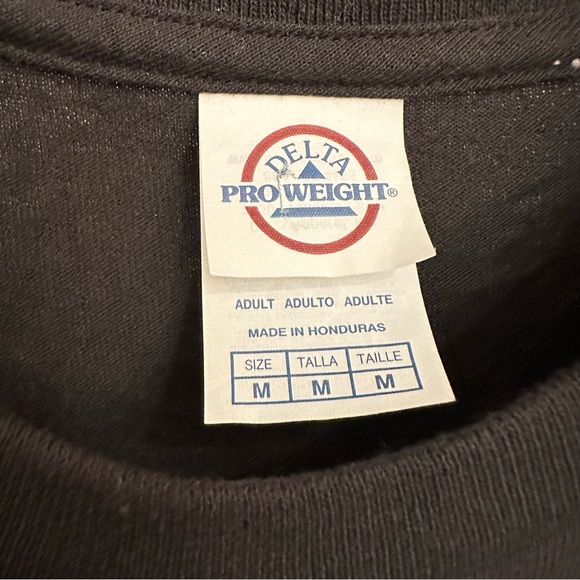 DELTA
PRO WEIGHT®
ADULT ADULTO ADULTE
MADE IN HONDURAS
SIZE TALLA TAILLE
M M M